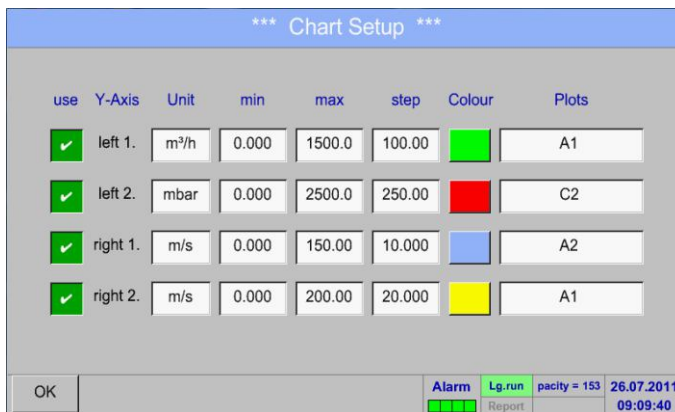 *** Chart Setup ***
use Y-Axis Unit min max step Colour Plots
left 1. m³/h 0.000 1500.0 100.00 A1
left 2. mbar 0.000 2500.0 250.00 C2
right 1. m/s 0.000 150.00 10.000 A2
right 2. m/s 0.000 200.00 20.000 A1
OK Alarm Lg.run pacity = 153 26.07.2011
Report 09:09:40